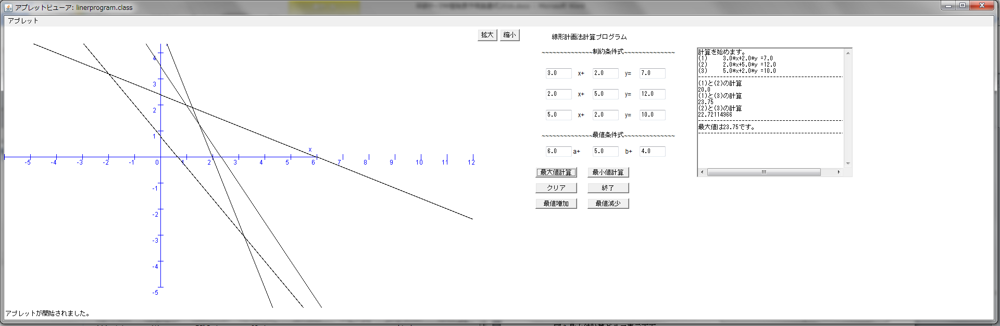 アプレットビューア: linerprogram.class
アプレット
拡大 縮小
線形計画法計算プログラム
~~~~~~~~~~~~~~制約条件式~~~~~~~~~~~~~~
3.0 x+ 2.0 y= 7.0
2.0 x+ 5.0 y= 12.0
5.0 x+ 2.0 y= 10.0
~~~~~~~~~~~~~~最値条件式~~~~~~~~~~~~~~
6.0 a+ 5.0 b+ 4.0
最大値計算 最小値計算
クリア 終了
最値増加 最値減少
計算を始めます。
(1) 3.0*x+2.0*y =7.0
(2) 2.0*x+5.0*y =12.0
(3) 5.0*x+2.0*y =10.0
(1)と(2)の計算
20.0
(1)と(3)の計算
23.75
(2)と(3)の計算
22.72114966
最大値は23.75です。
4
3
2
1
x
-5 -4 -3 -2 -1 0 1 2 3 4 5 6 7 8 9 10 11 12
-1
-2
-3
-4
-5
アプレットが開始されました。